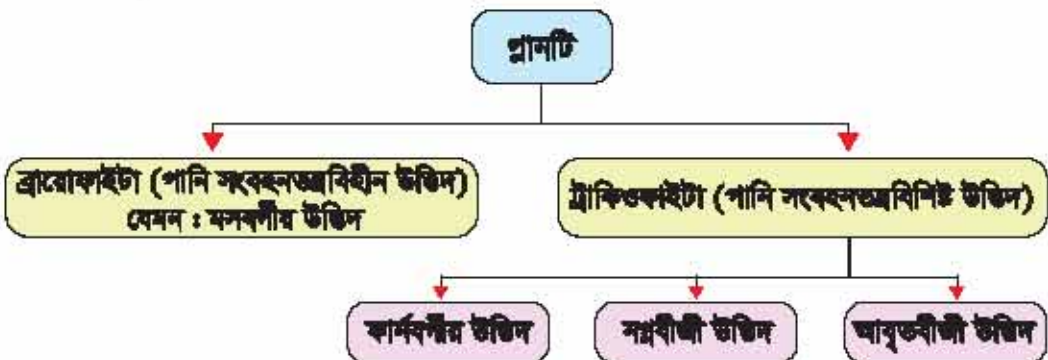 প্লানটি
ব্রায়োফাইটা (পানি সংবহনতন্ত্রবিহীন উদ্ভিদ)
যেমন : মসবর্গীয় উদ্ভিদ
ট্রাকিওফাইটা (পানি সংবহনতন্ত্রবিশিষ্ট উদ্ভিদ)
ফার্নবর্গীয় উদ্ভিদ
নগ্নবীজী উদ্ভিদ
আবৃতবীজী উদ্ভিদ